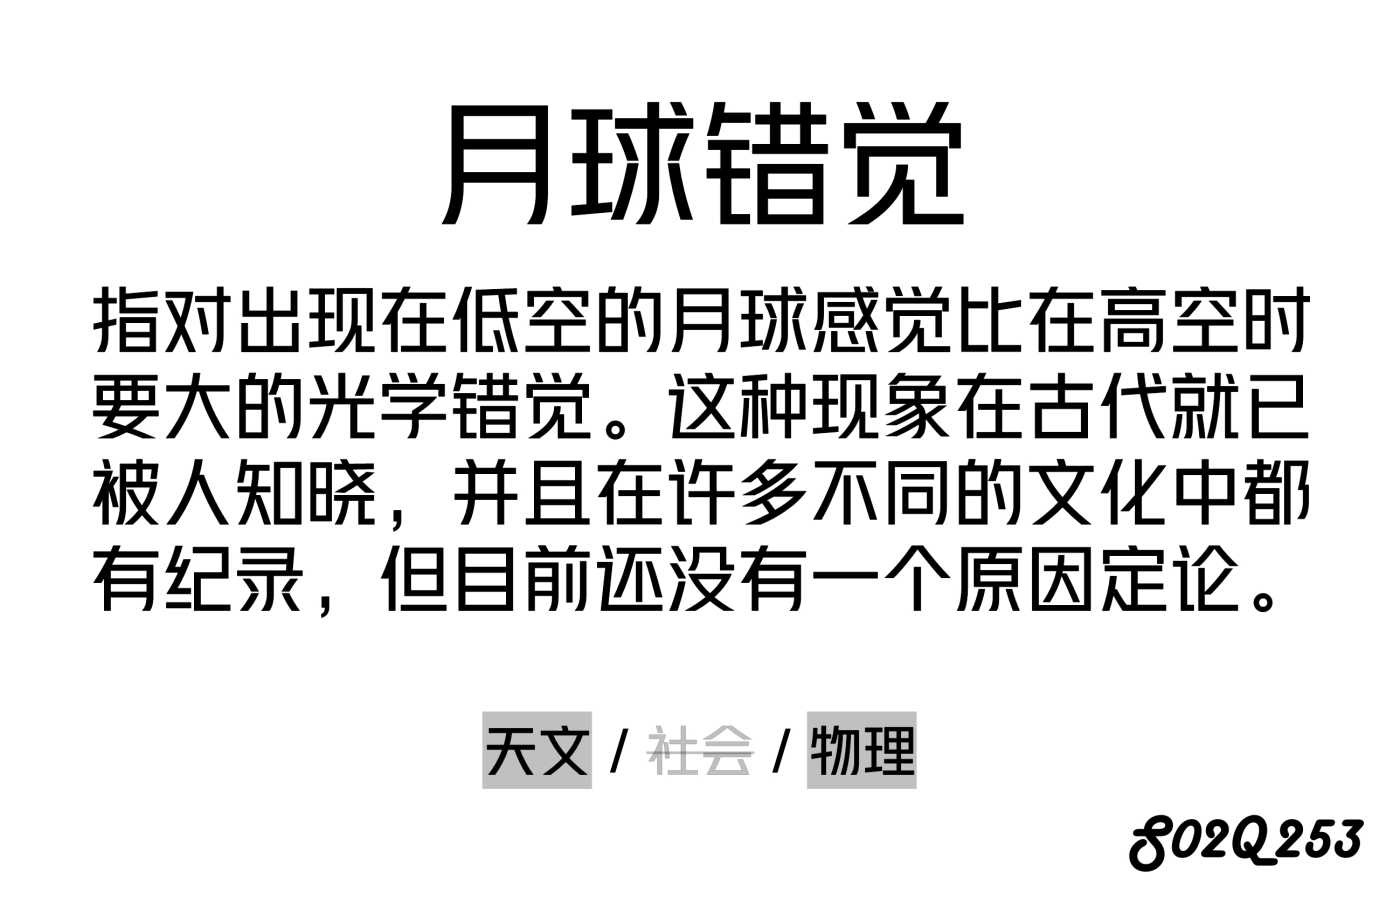 月球错觉
指对出现在低空的月球感觉比在高空时
要大的光学错觉。这种现象在古代就已
被人知晓，并且在许多不同的文化中都
有纪录，但目前还没有一个原因定论。
天文 / 社会 / 物理
S02Q253